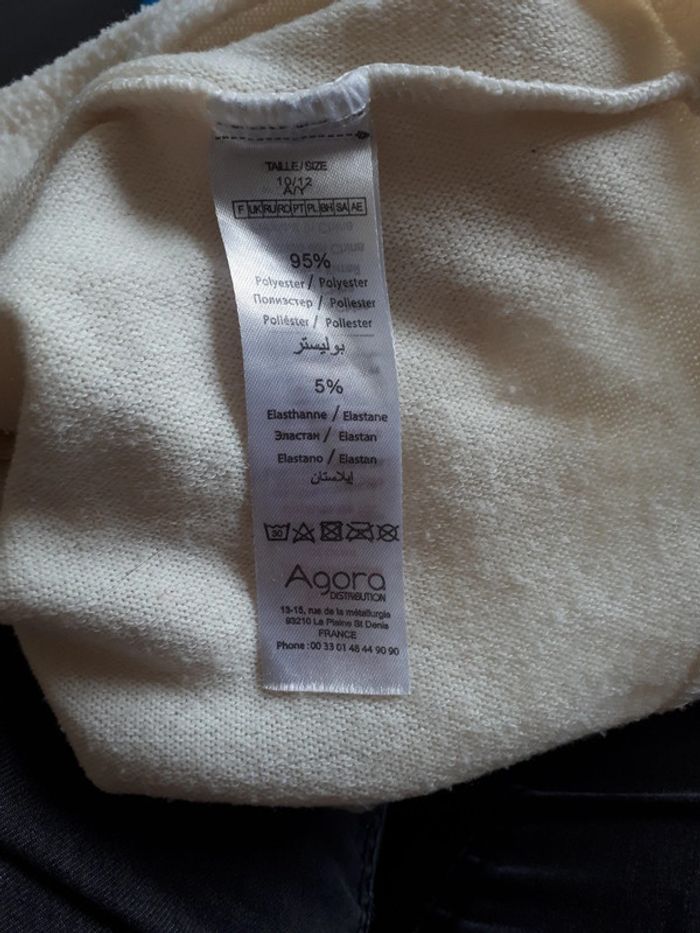 TAILLE/SIZE
10/12
A/Y
F UK RU RO PT PL BH SA AE
95%
Polyester / Polyester
Полиэстер / Poliester
Poliéster / Poliester
بوليستر
5%
Elasthanne / Elastane
Эластан / Elastan
Elastano / Elastan
إيلاستان
30
Agora
DISTRIBUTION
13-15, rue de la métallurgie
93210 La Plaine St Denis
FRANCE
Phone : 00 33 01 48 44 90 90